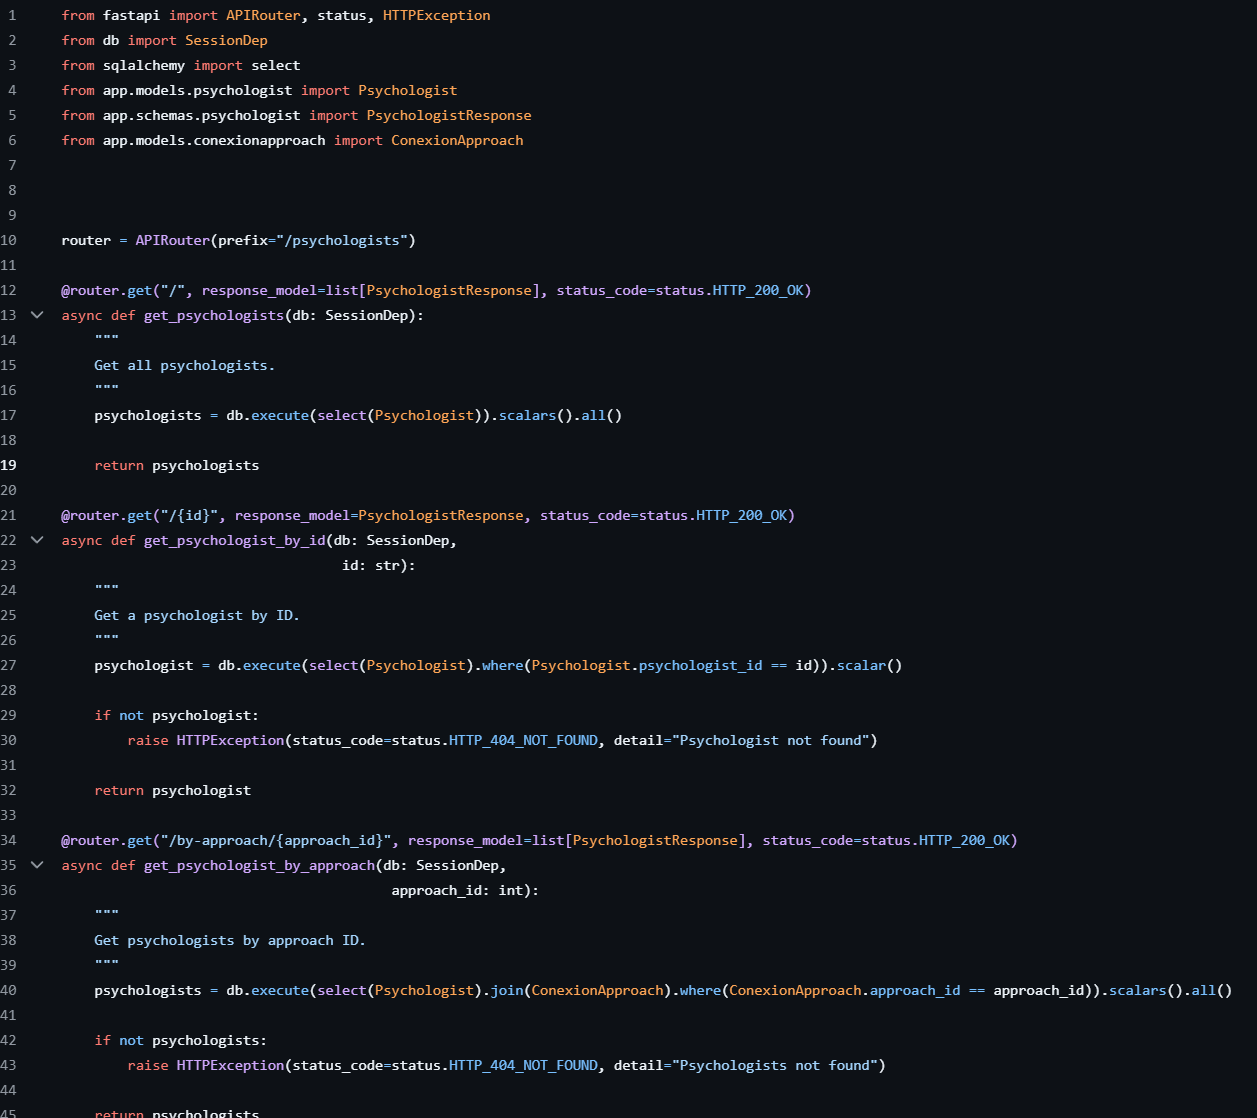 1 from fastapi import APIRouter, status, HTTPException
2 from db import SessionDep
3 from sqlalchemy import select
4 from app.models.psychologist import Psychologist
5 from app.schemas.psychologist import PsychologistResponse
6 from app.models.conexionapproach import ConexionApproach
7
8
9
10 router = APIRouter(prefix="/psychologists")
11
12 @router.get("/", response_model=list[PsychologistResponse], status_code=status.HTTP_200_OK)
13 async def get_psychologists(db: SessionDep):
14     """
15     Get all psychologists.
16     """
17     psychologists = db.execute(select(Psychologist)).scalars().all()
18
19     return psychologists
20
21 @router.get("/{id}", response_model=PsychologistResponse, status_code=status.HTTP_200_OK)
22 async def get_psychologist_by_id(db: SessionDep,
23                                   id: str):
24     """
25     Get a psychologist by ID.
26     """
27     psychologist = db.execute(select(Psychologist).where(Psychologist.psychologist_id == id)).scalar()
28
29     if not psychologist:
30         raise HTTPException(status_code=status.HTTP_404_NOT_FOUND, detail="Psychologist not found")
31
32     return psychologist
33
34 @router.get("/by-approach/{approach_id}", response_model=list[PsychologistResponse], status_code=status.HTTP_200_OK)
35 async def get_psychologist_by_approach(db: SessionDep,
36                                         approach_id: int):
37     """
38     Get psychologists by approach ID.
39     """
40     psychologists = db.execute(select(Psychologist).join(ConexionApproach).where(ConexionApproach.approach_id == approach_id)).scalars().all()
41
42     if not psychologists:
43         raise HTTPException(status_code=status.HTTP_404_NOT_FOUND, detail="Psychologists not found")
44
45     return psychologists